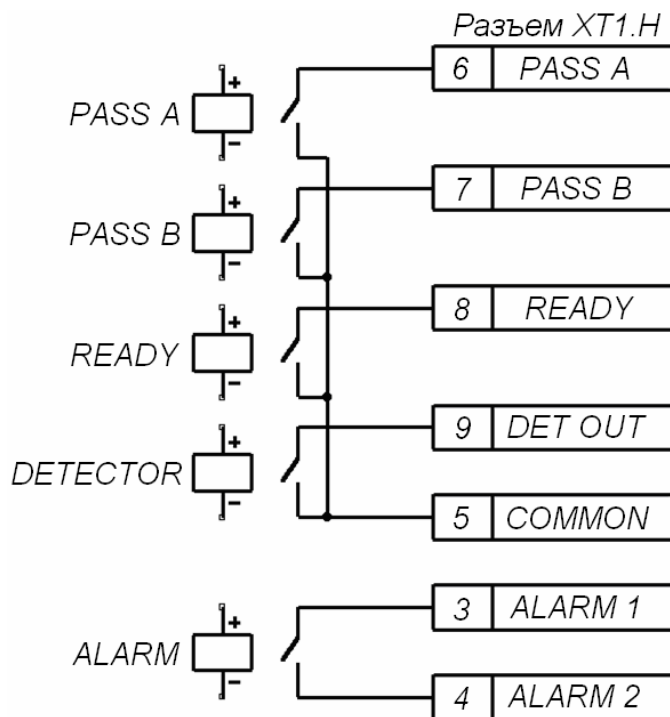 Разъем XT1.H
6 PASS A
+
PASS A
-
7 PASS B
+
PASS B
-
8 READY
+
READY
-
9 DET OUT
+
DETECTOR
-
5 COMMON
3 ALARM 1
+
ALARM
-
4 ALARM 2